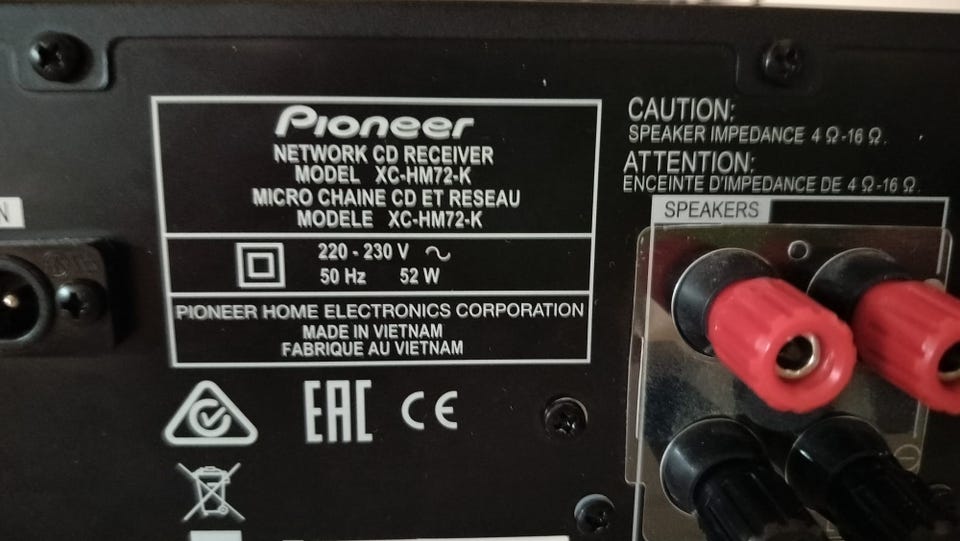 Pioneer
NETWORK CD RECEIVER
MODEL XC-HM72-K
MICRO CHAINE CD ET RESEAU
MODELE XC-HM72-K
220 - 230 V ~
50 Hz 52 W
PIONEER HOME ELECTRONICS CORPORATION
MADE IN VIETNAM
FABRIQUE AU VIETNAM
EAC CE
CAUTION:
SPEAKER IMPEDANCE 4 Ω-16 Ω.
ATTENTION:
ENCEINTE D'IMPEDANCE DE 4 Ω-16 Ω.
SPEAKERS
N